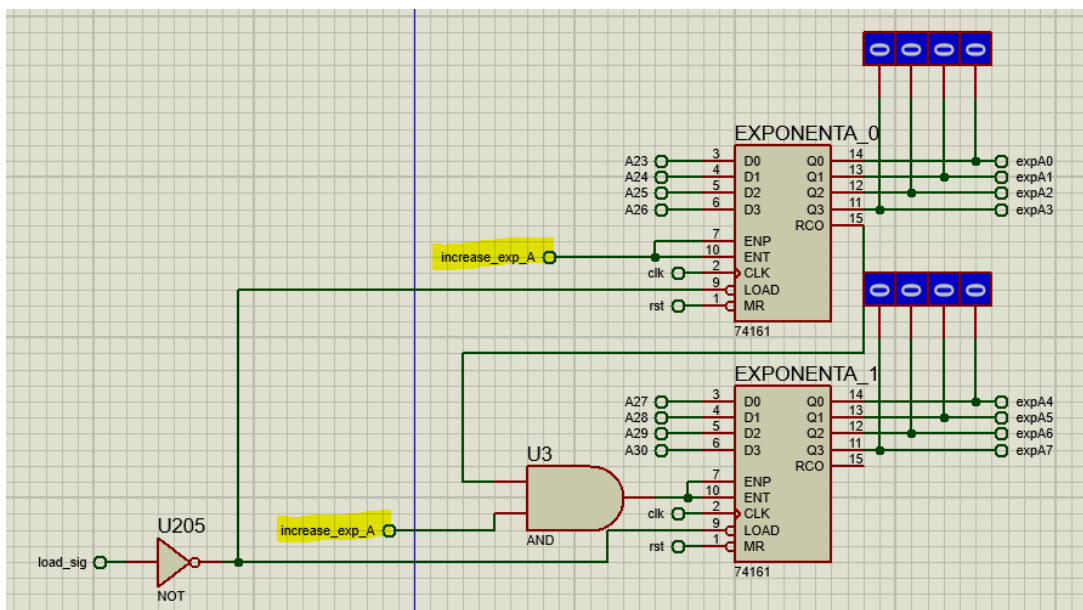 0 0 0 0
EXPONENTA_0
A23 3 D0 Q0 14 expA0
A24 4 D1 Q1 13 expA1
A25 5 D2 Q2 12 expA2
A26 6 D3 Q3 11 expA3
RCO 15
7 ENP
increase_exp_A 10 ENT
clk 2 CLK
9 LOAD
rst 1 MR
74161
0 0 0 0
EXPONENTA_1
A27 3 D0 Q0 14 expA4
A28 4 D1 Q1 13 expA5
A29 5 D2 Q2 12 expA6
A30 6 D3 Q3 11 expA7
RCO 15
U3
7 ENP
10 ENT
clk 2 CLK
increase_exp_A 9 LOAD
AND
rst 1 MR
74161
U205
load_sig
NOT